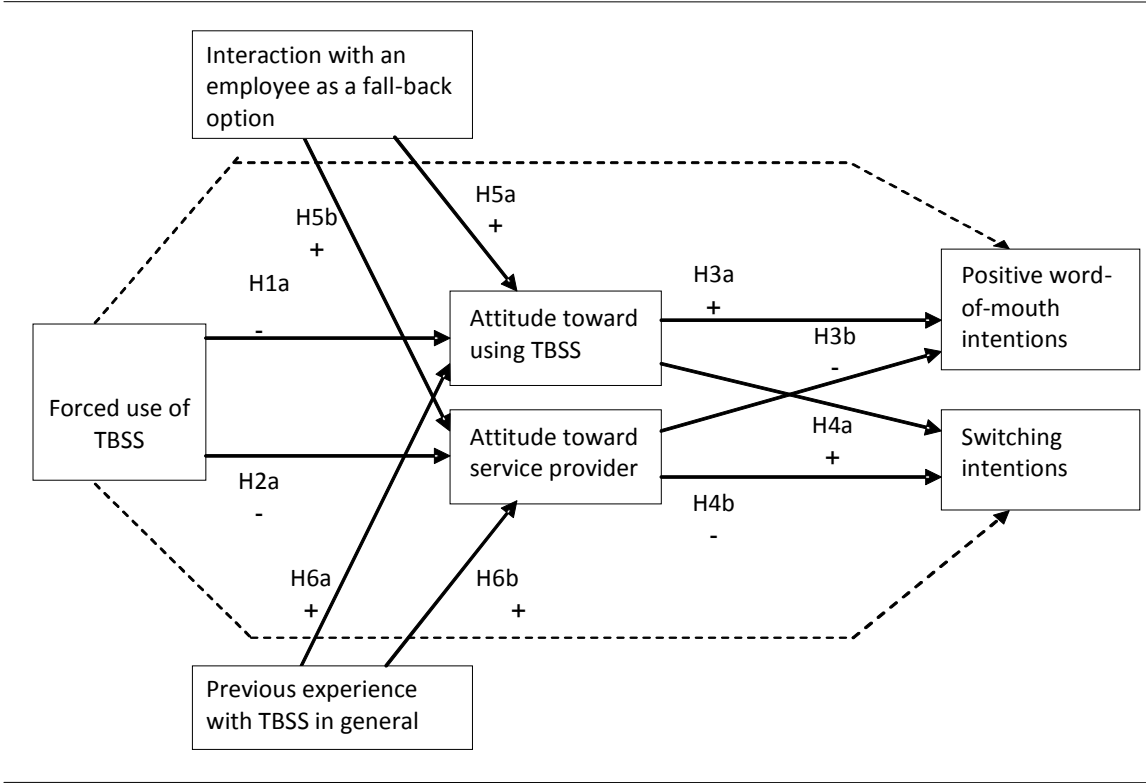 Interaction with an
employee as a fall-back
option
H5a
+
H5b
+
H1a
-
H3a
+
Positive word-
of-mouth
intentions
Attitude toward
using TBSS
H3b
-
Forced use of
TBSS
Attitude toward
service provider
H4a
+
Switching
intentions
H2a
-
H4b
-
H6a
+
H6b
+
Previous experience
with TBSS in general